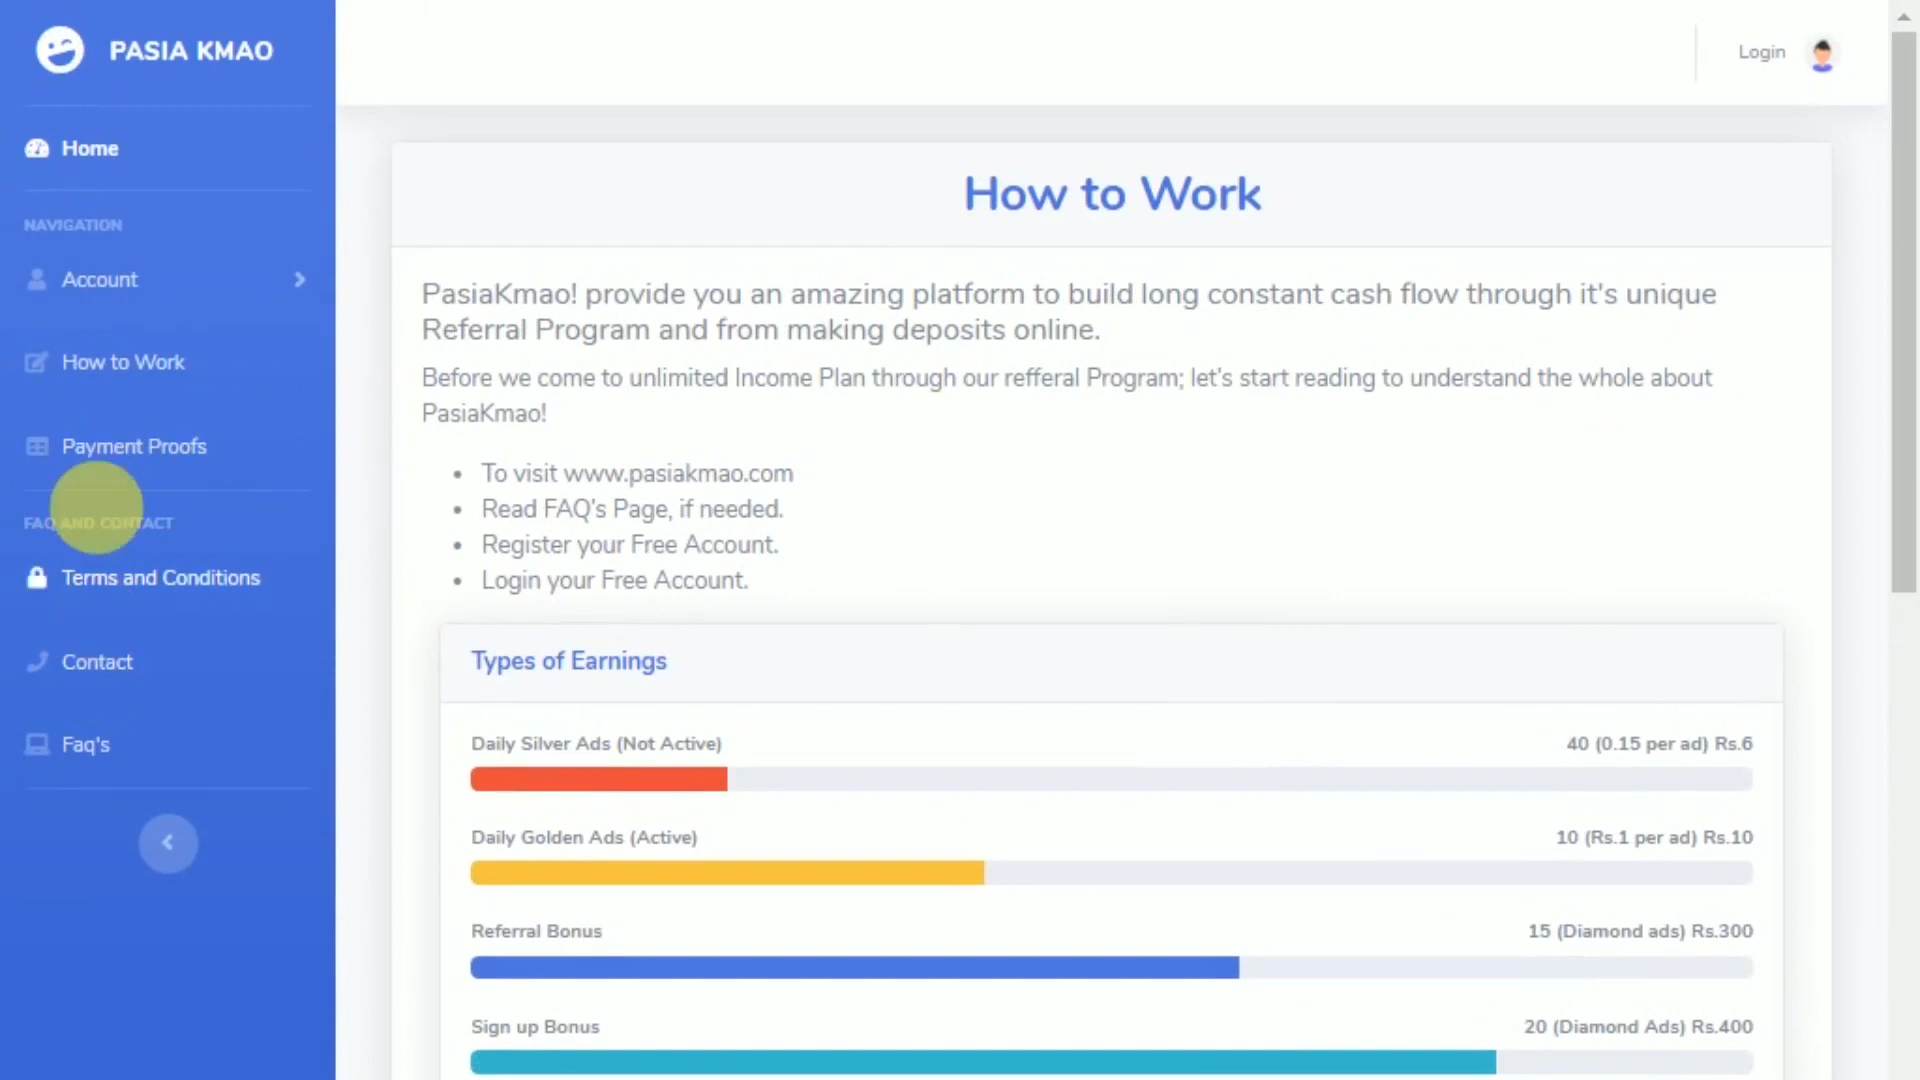 PASIA KMAO
Login
Home
NAVIGATION
Account
How to Work
Payment Proofs
FAQ AND CONTACT
Terms and Conditions
Contact
Faq's
How to Work
PasiaKmao! provide you an amazing platform to build long constant cash flow through it's unique
Referral Program and from making deposits online.
Before we come to unlimited Income Plan through our refferal Program; let's start reading to understand the whole about
PasiaKmao!
To visit www.pasiakmao.com
Read FAQ's Page, if needed.
Register your Free Account.
Login your Free Account.
Types of Earnings
Daily Silver Ads (Not Active) 40 (0.15 per ad) Rs.6
Daily Golden Ads (Active) 10 (Rs.1 per ad) Rs.10
Referral Bonus 15 (Diamond ads) Rs.300
Sign up Bonus 20 (Diamond Ads) Rs.400